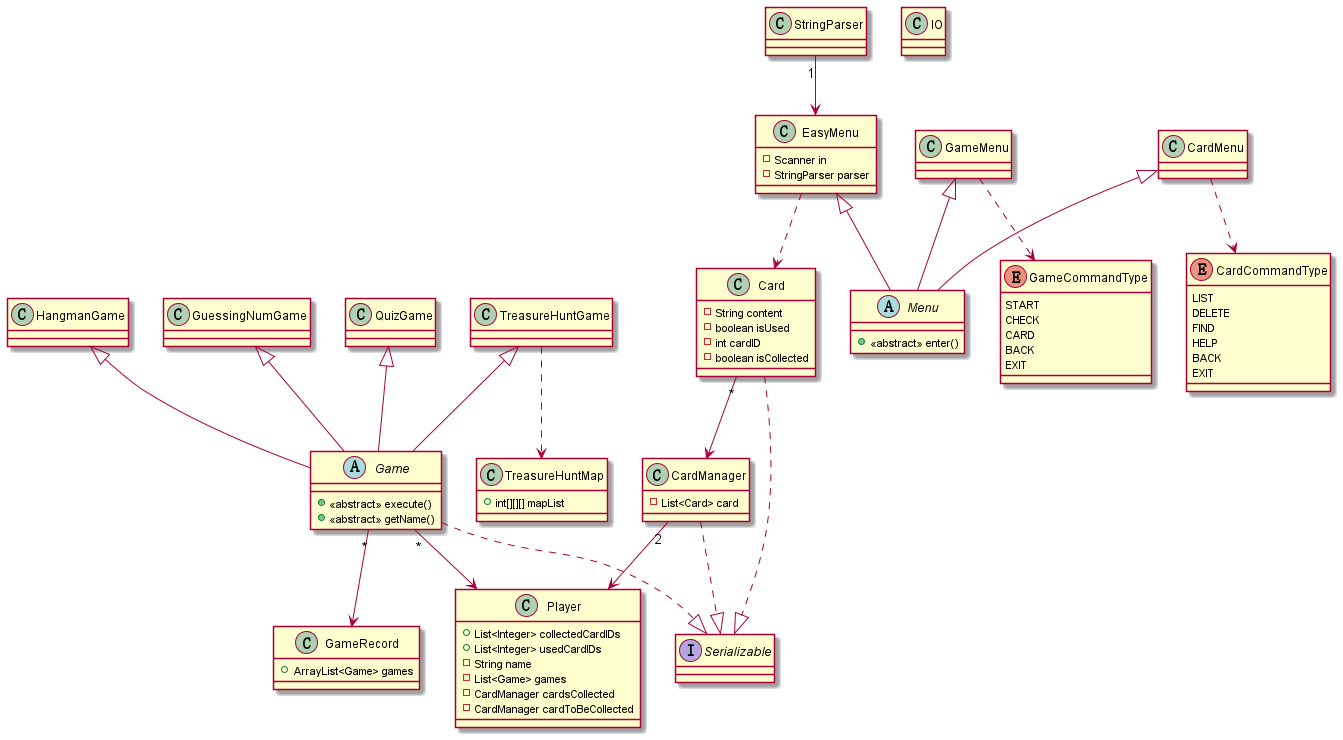 C StringParser
C IO
1
C EasyMenu
Scanner in
StringParser parser
C GameMenu
C CardMenu
C Card
String content
boolean isUsed
int cardID
boolean isCollected
A Menu
«abstract» enter()
E GameCommandType
START
CHECK
CARD
BACK
EXIT
E CardCommandType
LIST
DELETE
FIND
HELP
BACK
EXIT
C HangmanGame
C GuessingNumGame
C QuizGame
C TreasureHuntGame
*
A Game
«abstract» execute()
«abstract» getName()
C TreasureHuntMap
int[][][] mapList
C CardManager
List<Card> card
*
*
2
C GameRecord
ArrayList<Game> games
C Player
List<Integer> collectedCardIDs
List<Integer> usedCardIDs
String name
List<Game> games
CardManager cardsCollected
CardManager cardToBeCollected
I Serializable